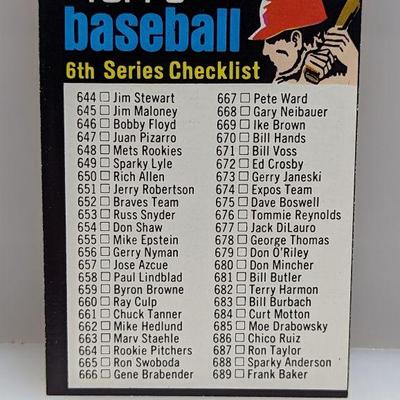 TOPPS
baseball
6th Series Checklist
644 Jim Stewart
645 Jim Maloney
646 Bobby Floyd
647 Juan Pizarro
648 Mets Rookies
649 Sparky Lyle
650 Rich Allen
651 Jerry Robertson
652 Braves Team
653 Russ Snyder
654 Don Shaw
655 Mike Epstein
656 Gerry Nyman
657 Jose Azcue
658 Paul Lindblad
659 Byron Browne
660 Ray Culp
661 Chuck Tanner
662 Mike Hedlund
663 Marv Staehle
664 Rookie Pitchers
665 Ron Swoboda
666 Gene Brabender
667 Pete Ward
668 Gary Neibauer
669 Ike Brown
670 Bill Hands
671 Bill Voss
672 Ed Crosby
673 Gerry Janeski
674 Expos Team
675 Dave Boswell
676 Tommie Reynolds
677 Jack DiLauro
678 George Thomas
679 Don O'Riley
680 Don Mincher
681 Bill Butler
682 Terry Harmon
683 Bill Burbach
684 Curt Motton
685 Moe Drabowsky
686 Chico Ruiz
687 Ron Taylor
688 Sparky Anderson
689 Frank Baker